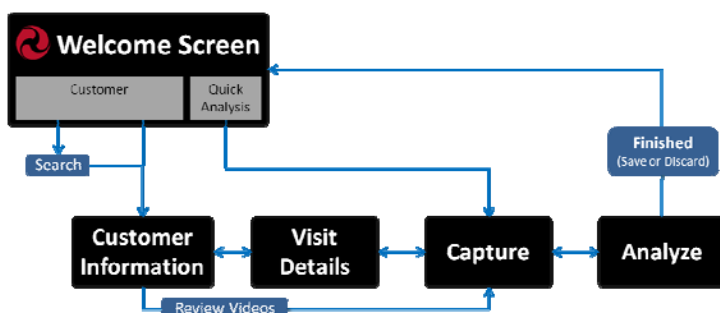 Welcome Screen
Customer
Quick
Analysis
Search
Finished
(Save or Discard)
Customer
Information
Visit
Details
Capture
Analyze
Review Videos